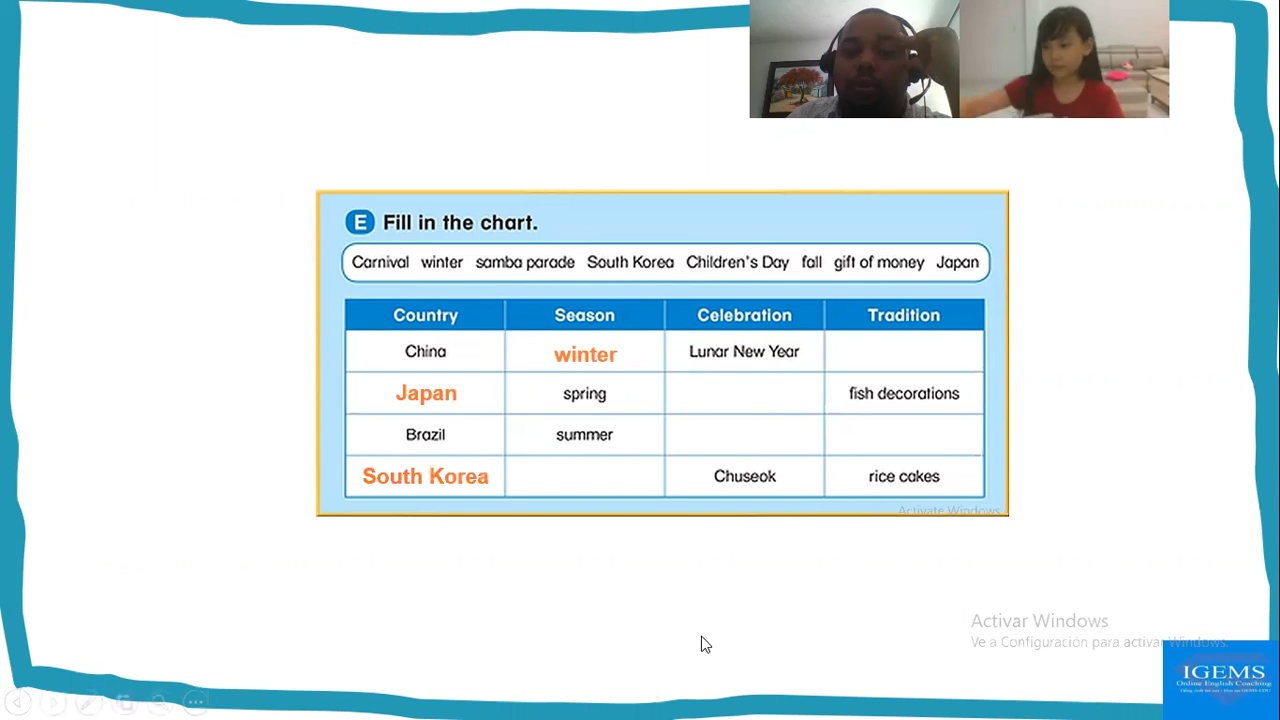 E Fill in the chart.
Carnival winter samba parade South Korea Children's Day fall gift of money Japan
Country Season Celebration Tradition
China winter Lunar New Year
Japan spring fish decorations
Brazil summer
South Korea Chuseok rice cakes
Activate Windows
Activar Windows
Ve a Configuración para activar Windows.
IGEMS
Online English Coaching